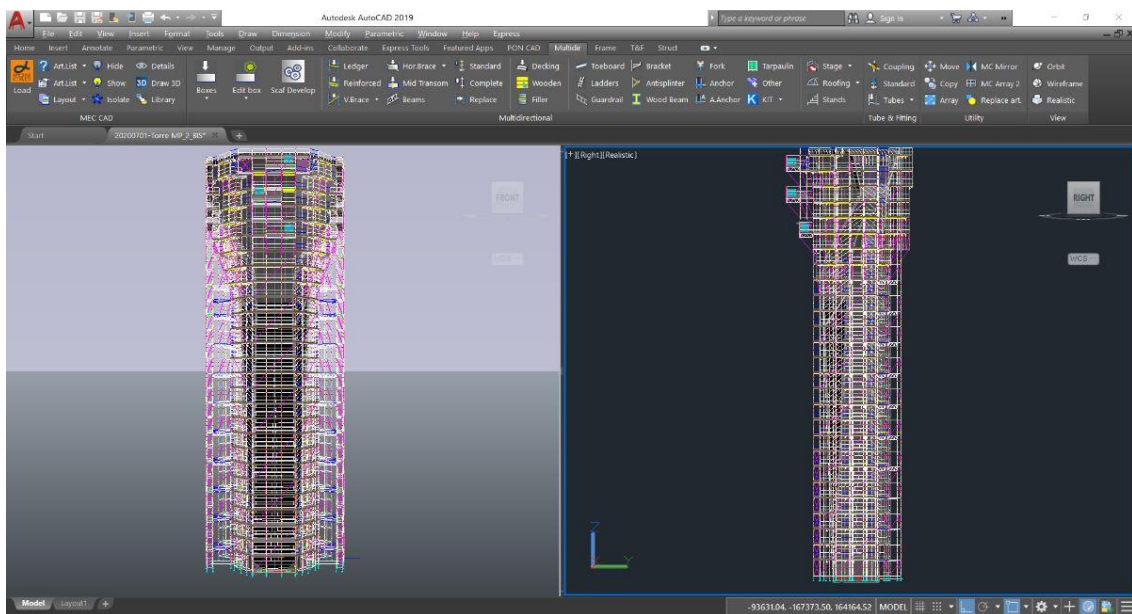 Autodesk AutoCAD 2019
Type a keyword or phrase
Sign In
File Edit View Insert Format Tools Draw Dimension Modify Parametric Window Help Express
Home Insert Annotate Parametric View Manage Output Add-ins Collaborate Express Tools Featured Apps PON CAD Multidir Frame T&F Struct
Art.List Hide Details
Ledger Hor.Brace Standard Decking Toeboard Bracket Fork Tarpaulin Stage Coupling Move MC Mirror Orbit
Load Art.List Show 3D Draw 3D Boxes Edit box Scaf Develop
Reinforced Mid Transom Complete Wooden Ladders Antisplinter Anchor Other Roofing Standard Copy MC Array 2 Wireframe
Layout Isolate Library
V.Brace Beams Replace Filler Guardrail Wood Beam A.Anchor KIT Stands Tubes Array Replace art. Realistic
MEC CAD Multidirectional Tube & Fitting Utility View
Start 20200701-Torre MP_2_BIS*
[+][Right][Realistic]
FRONT RIGHT
WCS WCS
Z
Y
Model Layout1
-93631.04, -167373.50, 164164.52 MODEL